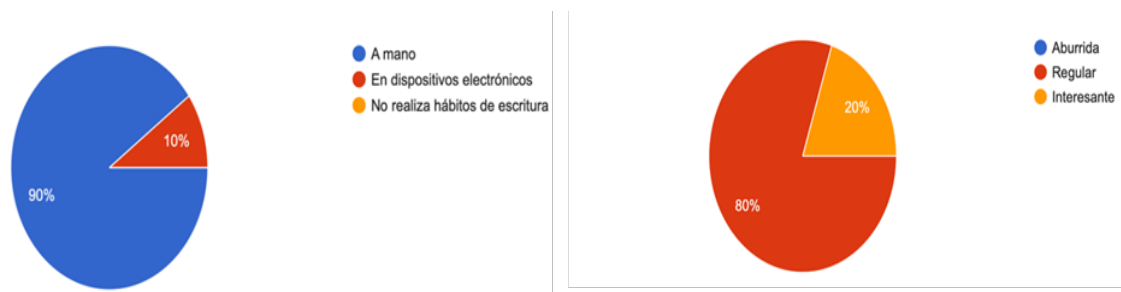 A mano
En dispositivos electrónicos
No realiza hábitos de escritura
10%
90%
Aburrida
Regular
Interesante
20%
80%